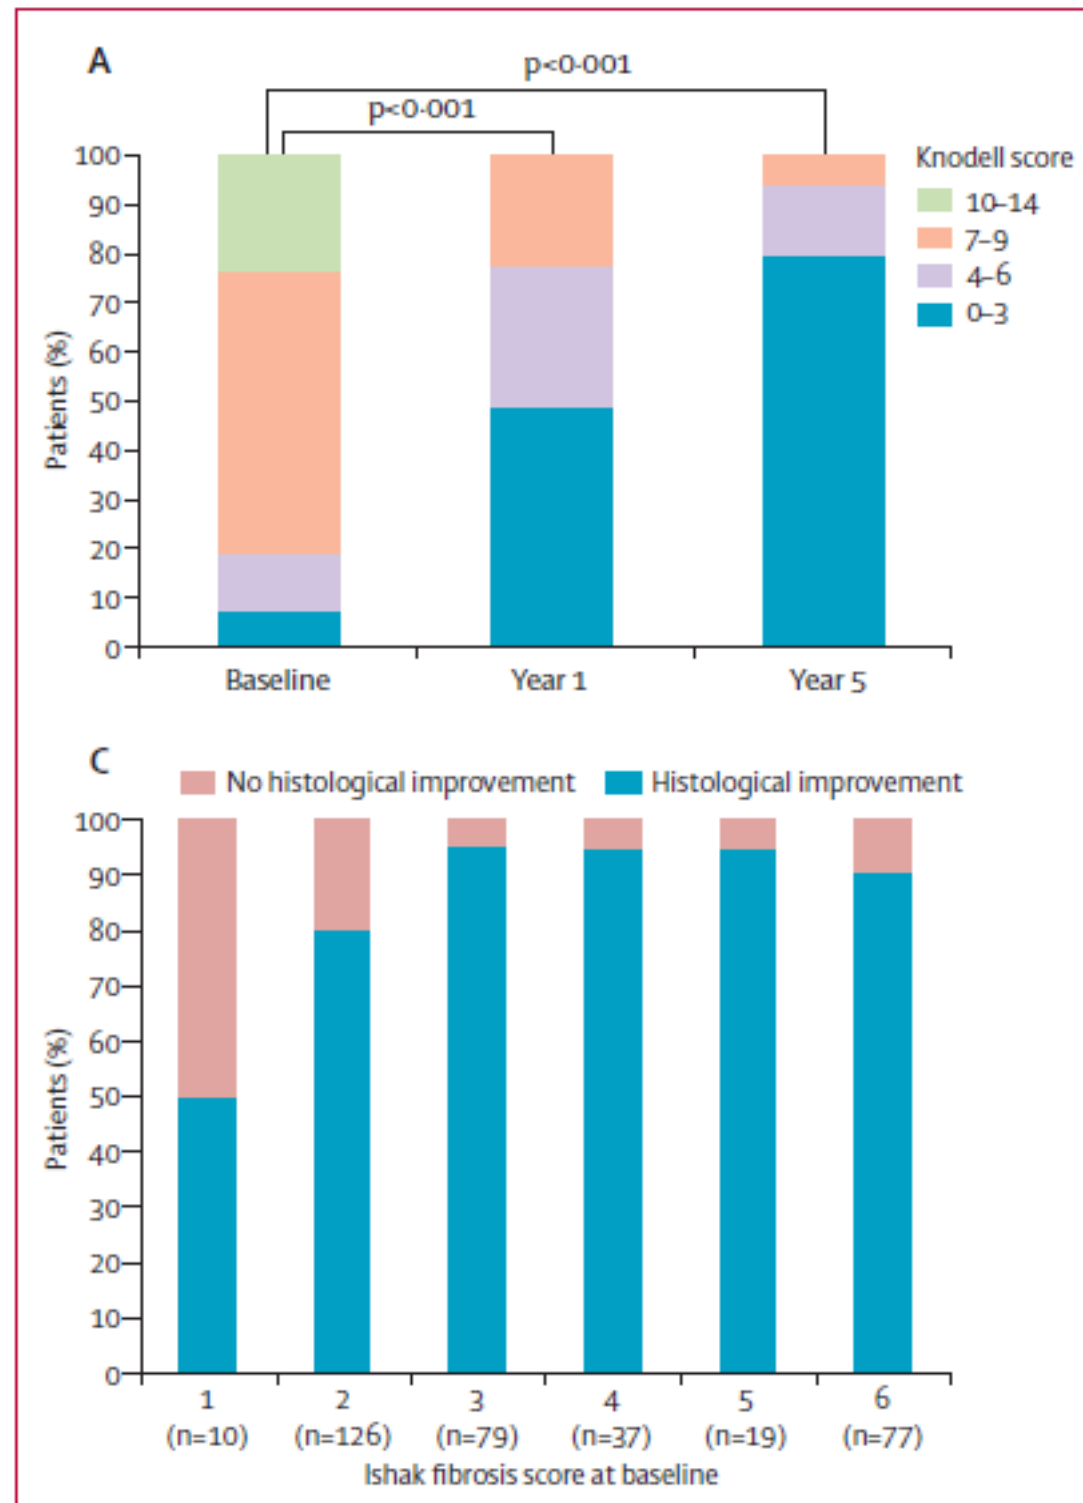 A
p<0·001
p<0·001
Knodell score
10–14
7–9
4–6
0–3
Patients (%)
100
90
80
70
60
50
40
30
20
10
0
Baseline
Year 1
Year 5
C
No histological improvement
Histological improvement
Patients (%)
100
90
80
70
60
50
40
30
20
10
0
1 2 3 4 5 6
(n=10) (n=126) (n=79) (n=37) (n=19) (n=77)
Ishak fibrosis score at baseline